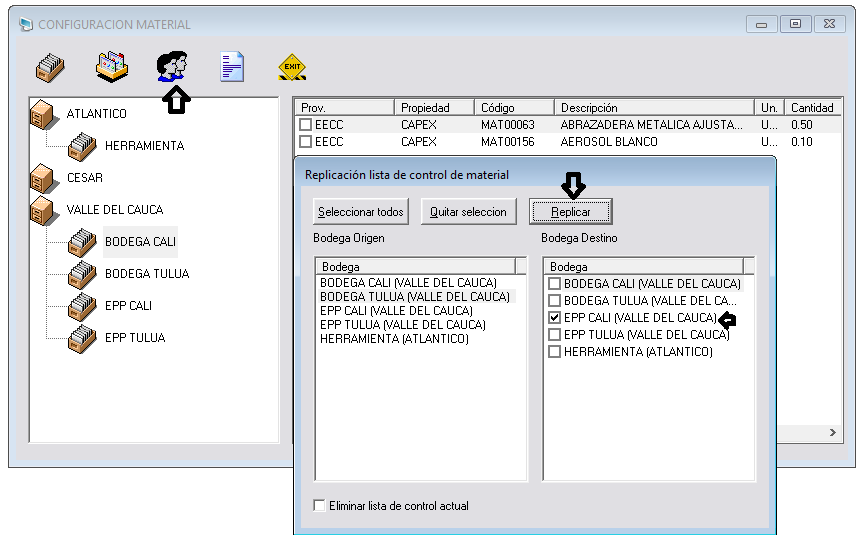 CONFIGURACION MATERIAL
EXIT
ATLANTICO
HERRAMIENTA
CESAR
VALLE DEL CAUCA
BODEGA CALI
BODEGA TULUA
EPP CALI
EPP TULUA
Prov. Propiedad Código Descripción Un. Cantidad
EECC CAPEX MAT00063 ABRAZADERA METALICA AJUSTA... U... 0.50
EECC CAPEX MAT00156 AEROSOL BLANCO U... 0.10
Replicación lista de control de material
Seleccionar todos Quitar seleccion Replicar
Bodega Origen
Bodega
BODEGA CALI (VALLE DEL CAUCA)
BODEGA TULUA (VALLE DEL CAUCA)
EPP CALI (VALLE DEL CAUCA)
EPP TULUA (VALLE DEL CAUCA)
HERRAMIENTA (ATLANTICO)
Bodega Destino
Bodega
BODEGA CALI (VALLE DEL CAUCA)
BODEGA TULUA (VALLE DEL CA...
EPP CALI (VALLE DEL CAUCA)
EPP TULUA (VALLE DEL CAUCA)
HERRAMIENTA (ATLANTICO)
Eliminar lista de control actual